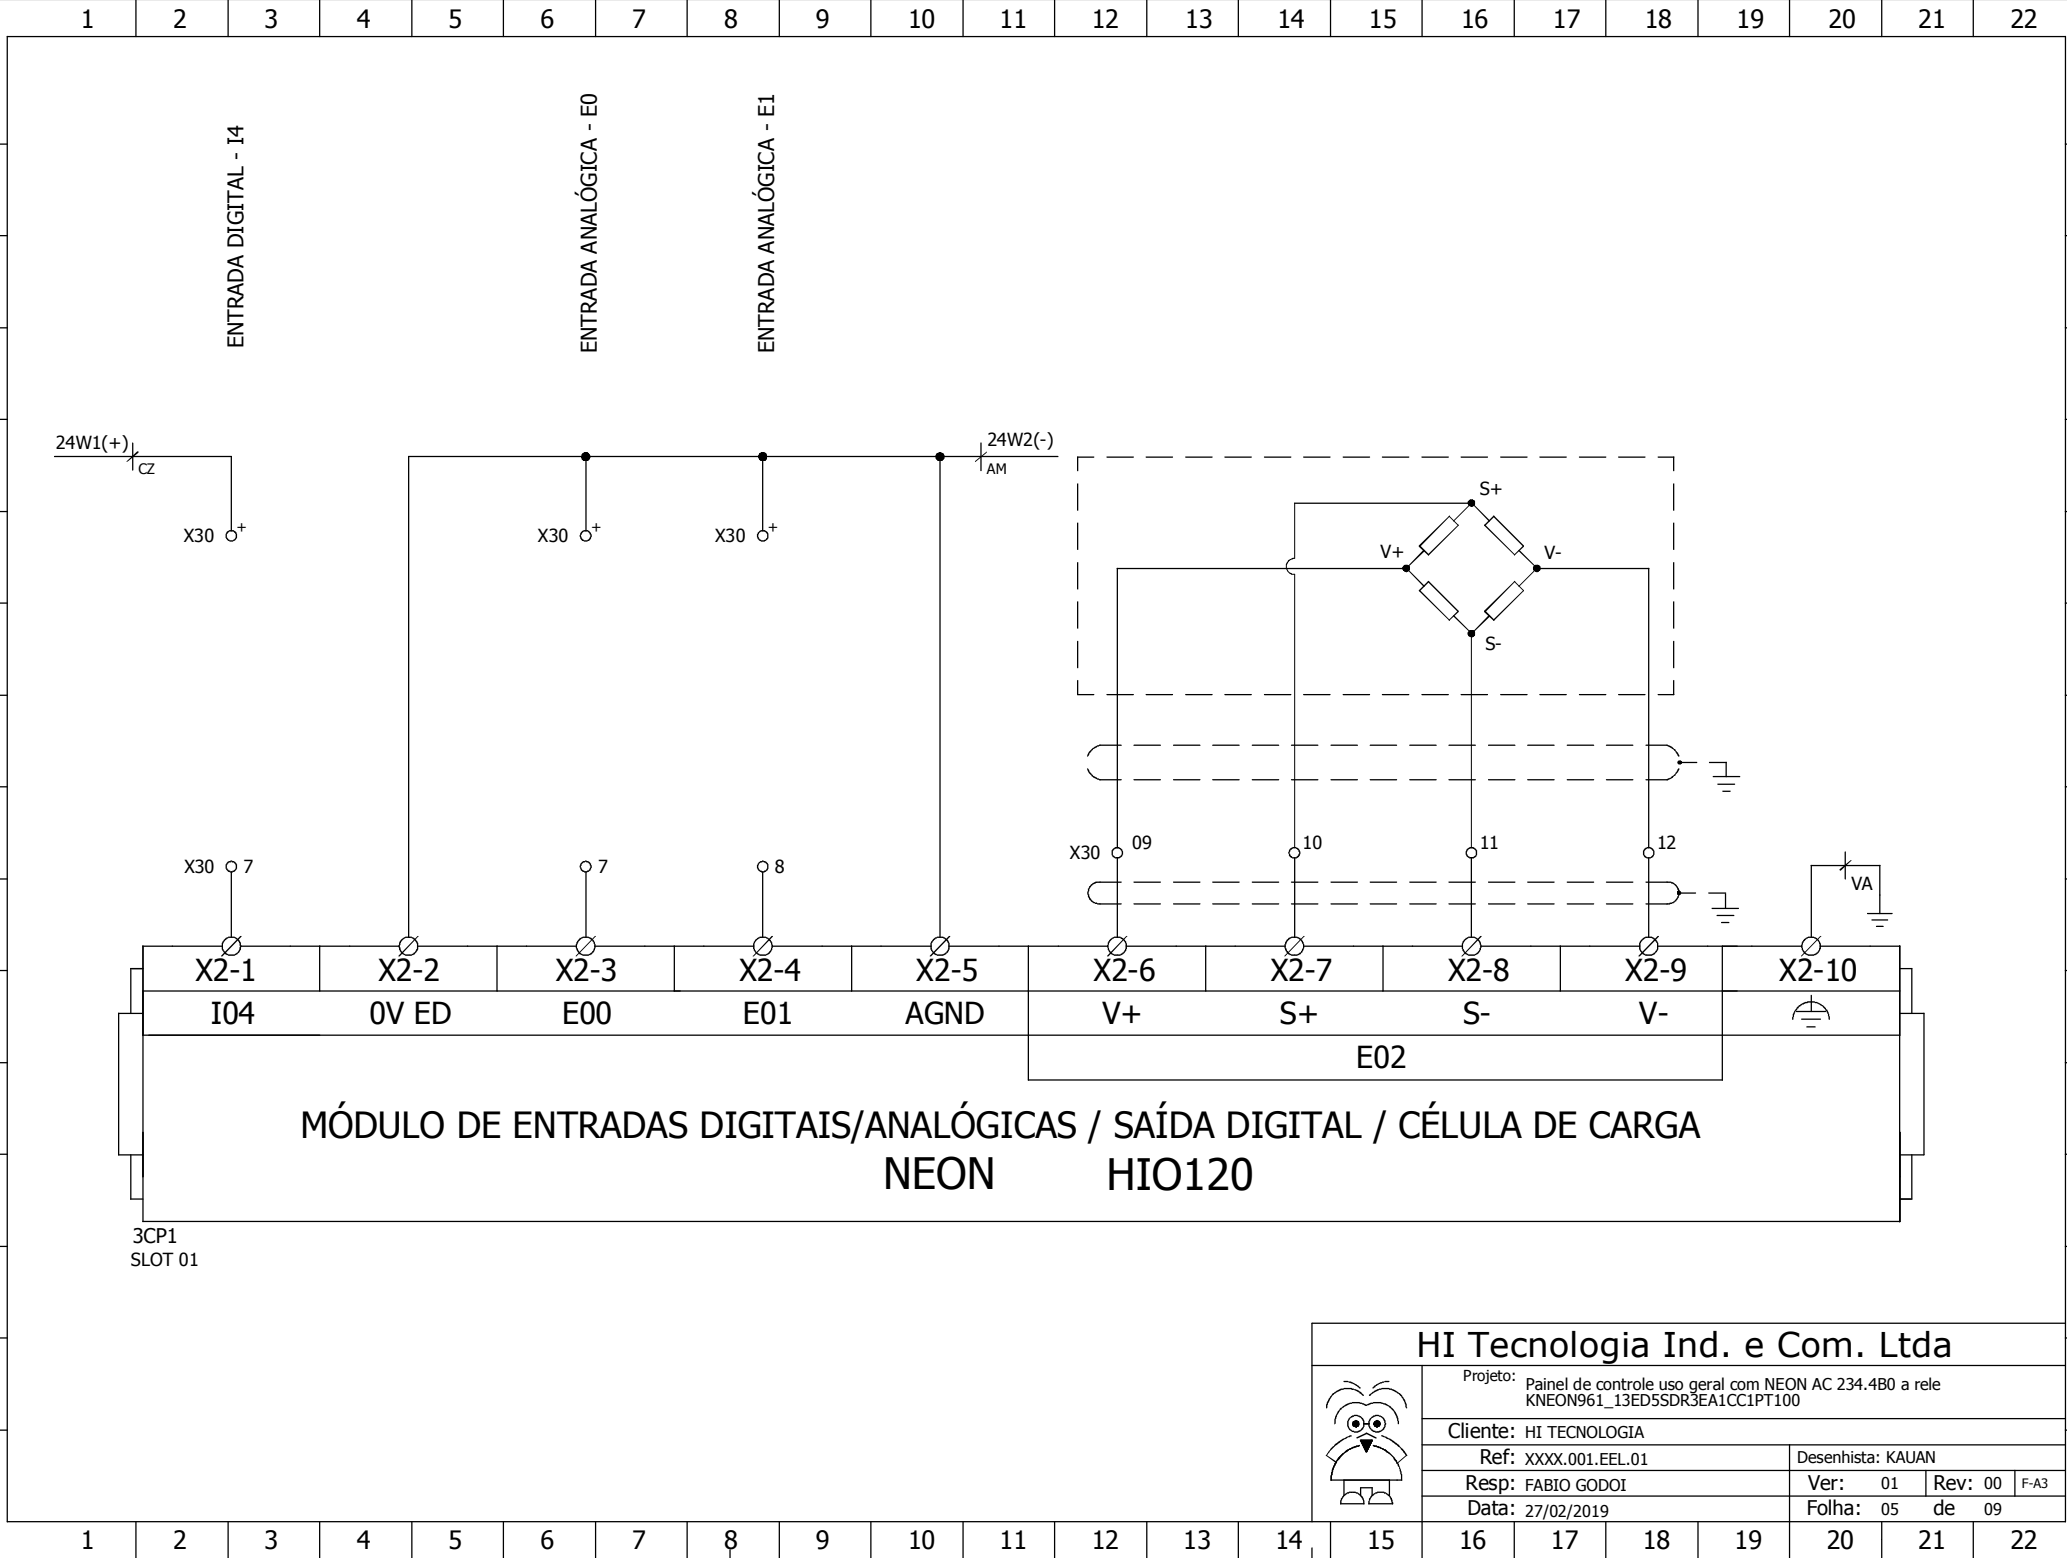 1 2 3 4 5 6 7 8 9 10 11 12 13 14 15 16 17 18 19 20 21 22
ENTRADA DIGITAL - I4
ENTRADA ANALÓGICA - E0
ENTRADA ANALÓGICA - E1
24W1(+)
CZ
24W2(-)
AM
X30 +
X30 +
X30 +
S+
V+
V-
S-
X30 7
7
8
X30 09
10
11
12
VA
X2-1 X2-2 X2-3 X2-4 X2-5 X2-6 X2-7 X2-8 X2-9 X2-10
I04 0V ED E00 E01 AGND V+ S+ S- V-
E02
MÓDULO DE ENTRADAS DIGITAIS/ANALÓGICAS / SAÍDA DIGITAL / CÉLULA DE CARGA
NEON HIO120
3CP1
SLOT 01
HI Tecnologia Ind. e Com. Ltda
Projeto: Painel de controle uso geral com NEON AC 234.4B0 a rele
KNEON961_13ED5SDR3EA1CC1PT100
Cliente: HI TECNOLOGIA
Ref: XXXX.001.EEL.01 Desenhista: KAUAN
Resp: FABIO GODOI Ver: 01 Rev: 00 F-A3
Data: 27/02/2019 Folha: 05 de 09
1 2 3 4 5 6 7 8 9 10 11 12 13 14 15 16 17 18 19 20 21 22